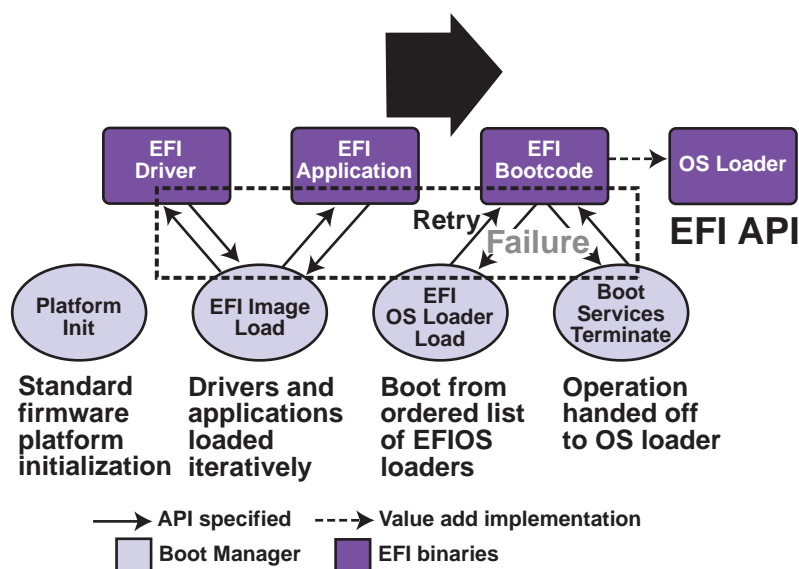 EFI
Driver
EFI
Application
EFI
Bootcode
OS Loader
EFI API
Retry
Failure
Platform
Init
EFI Image
Load
EFI
OS Loader
Load
Boot
Services
Terminate
Standard
firmware
platform
initialization
Drivers and
applications
loaded
iteratively
Boot from
ordered list
of EFIOS
loaders
Operation
handed off
to OS loader
API specified
Value add implementation
Boot Manager
EFI binaries